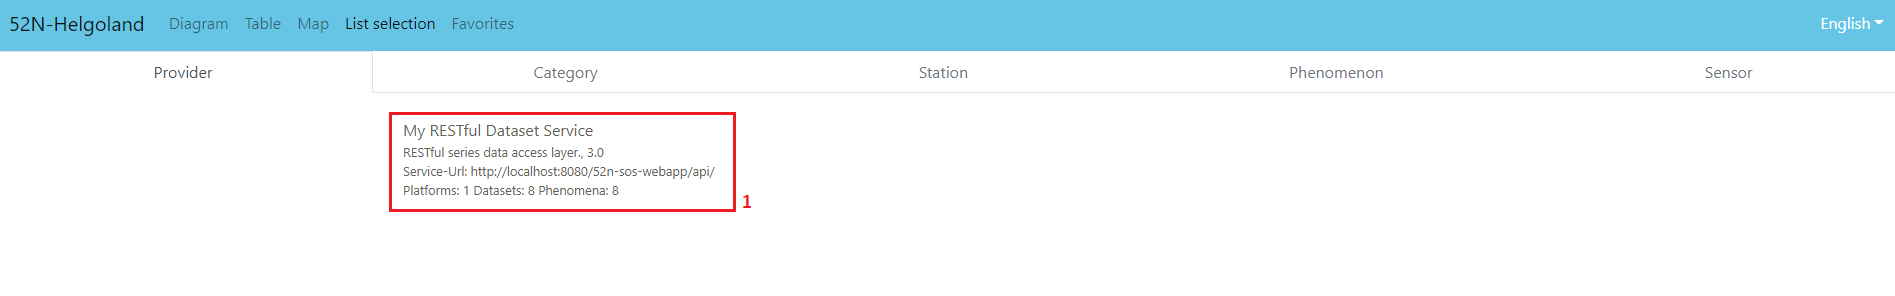 52N-Helgoland Diagram Table Map List selection Favorites English
Provider Category Station Phenomenon Sensor
My RESTful Dataset Service
RESTful series data access layer., 3.0
Service-Url: http://localhost:8080/52n-sos-webapp/api/
Platforms: 1 Datasets: 8 Phenomena: 8
1